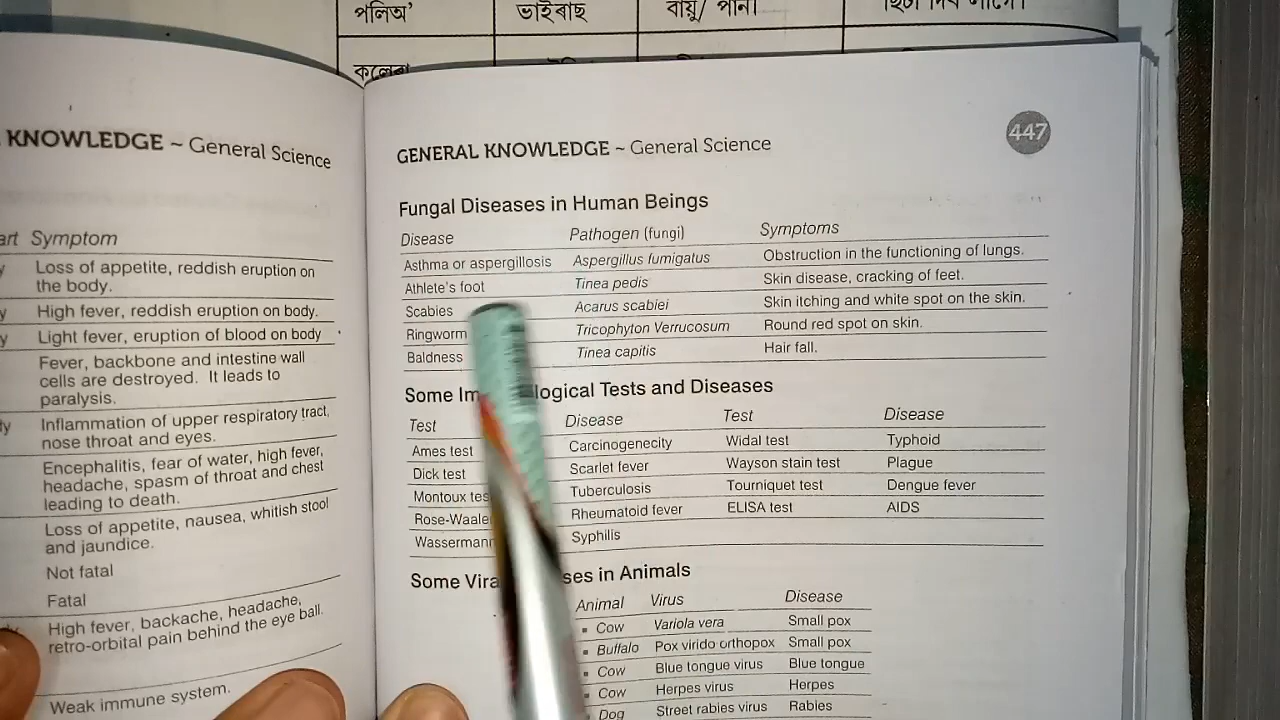 পলিঅ' ভাইৰাছ বায়ু/ পানী
কলেৰা
KNOWLEDGE ~ General Science
art Symptom
y Loss of appetite, reddish eruption on
the body.
y High fever, reddish eruption on body.
y Light fever, eruption of blood on body
Fever, backbone and intestine wall
cells are destroyed. It leads to
paralysis.
dy Inflammation of upper respiratory tract,
nose throat and eyes.
Encephalitis, fear of water, high fever,
headache, spasm of throat and chest
leading to death.
Loss of appetite, nausea, whitish stool
and jaundice.
Not fatal
Fatal
High fever, backache, headache,
retro-orbital pain behind the eye ball.
Weak immune system.
447
GENERAL KNOWLEDGE ~ General Science
Fungal Diseases in Human Beings
Disease Pathogen (fungi) Symptoms
Asthma or aspergillosis Aspergillus fumigatus Obstruction in the functioning of lungs.
Athlete's foot Tinea pedis Skin disease, cracking of feet.
Scabies Acarus scabiei Skin itching and white spot on the skin.
Ringworm Tricophyton Verrucosum Round red spot on skin.
Baldness Tinea capitis Hair fall.
Some Im logical Tests and Diseases
Test Disease Test Disease
Ames test Carcinogenecity Widal test Typhoid
Dick test Scarlet fever Wayson stain test Plague
Montoux tes Tuberculosis Tourniquet test Dengue fever
Rose-Waale Rheumatoid fever ELISA test AIDS
Wasserman Syphilis
Some Vira ses in Animals
Animal Virus Disease
▪ Cow Variola vera Small pox
▪ Buffalo Pox virido orthopox Small pox
▪ Cow Blue tongue virus Blue tongue
▪ Cow Herpes virus Herpes
▪ Dog Street rabies virus Rabies